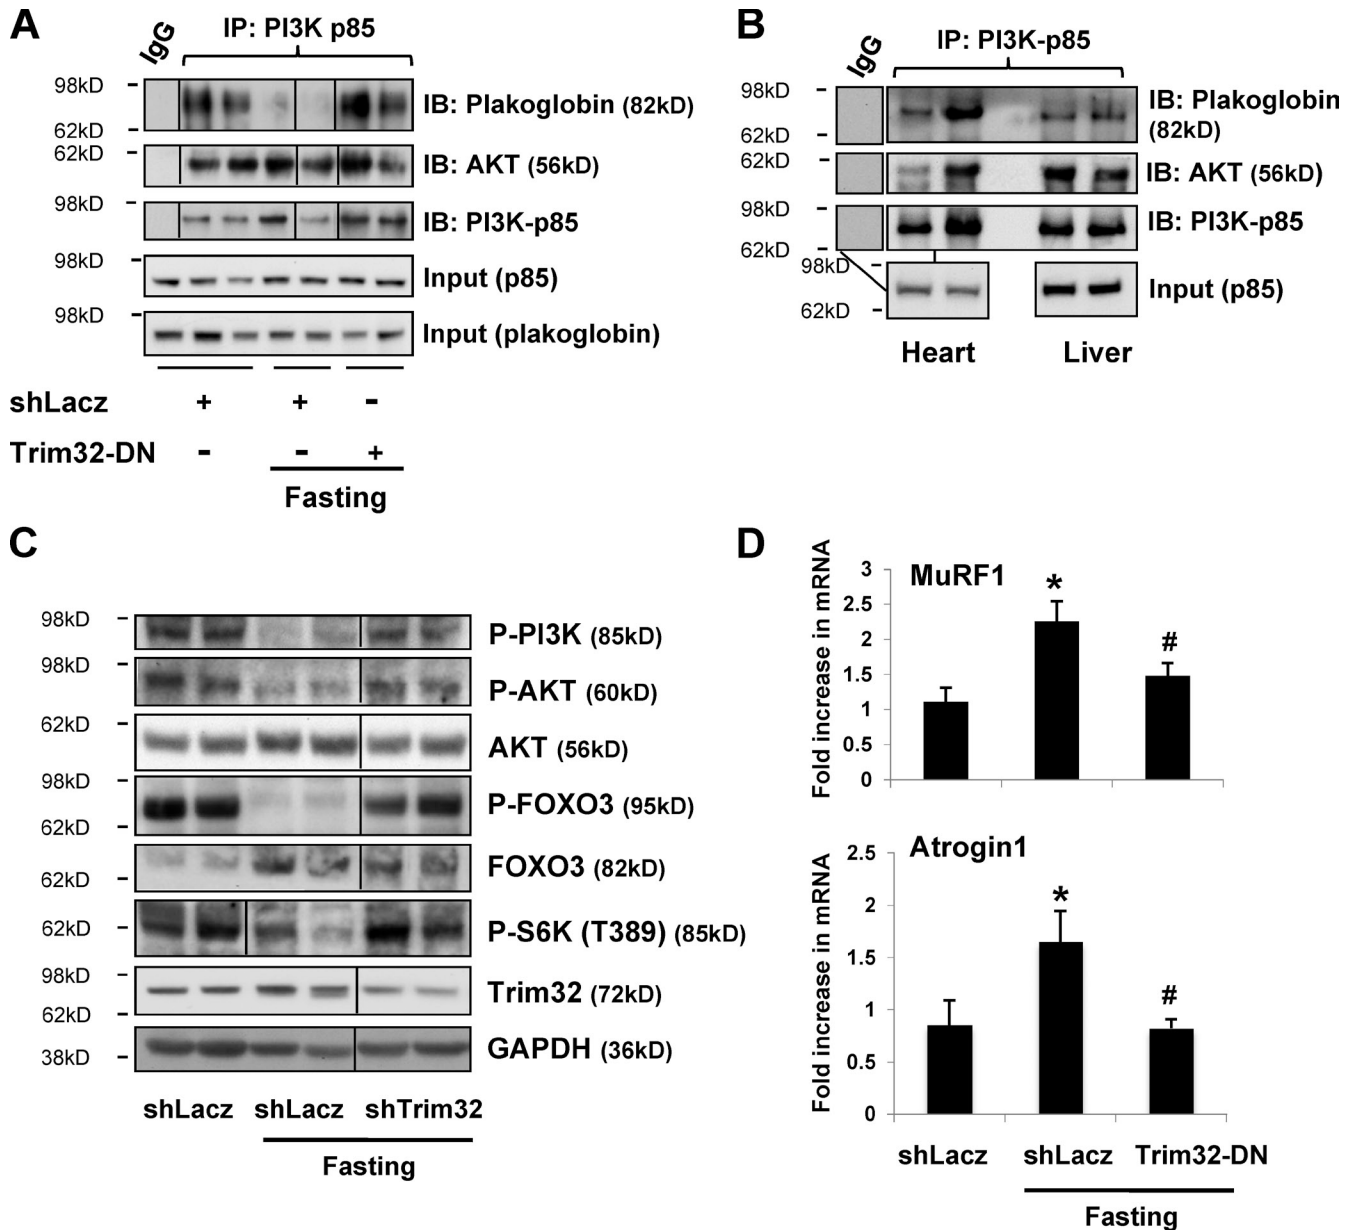 A
IgG
IP: PI3K p85
98kD
IB: Plakoglobin (82kD)
62kD
62kD
IB: AKT (56kD)
98kD
IB: PI3K-p85
98kD
Input (p85)
98kD
Input (plakoglobin)
shLacz + + -
Trim32-DN - - +
Fasting
B
IgG
IP: PI3K-p85
98kD
IB: Plakoglobin
(82kD)
62kD
62kD
IB: AKT (56kD)
98kD
IB: PI3K-p85
62kD
98kD
Input (p85)
62kD
Heart Liver
C
98kD
P-PI3K (85kD)
98kD
P-AKT (60kD)
62kD
AKT (56kD)
98kD
P-FOXO3 (95kD)
62kD
FOXO3 (82kD)
62kD
62kD
P-S6K (T389) (85kD)
98kD
Trim32 (72kD)
62kD
GAPDH (36kD)
38kD
shLacz shLacz shTrim32
Fasting
D
Fold increase in mRNA
MuRF1
3
2.5
2
1.5
1
0.5
0
*
#
Fold increase in mRNA
Atrogin1
2.5
2
1.5
1
0.5
0
*
#
shLacz shLacz Trim32-DN
Fasting